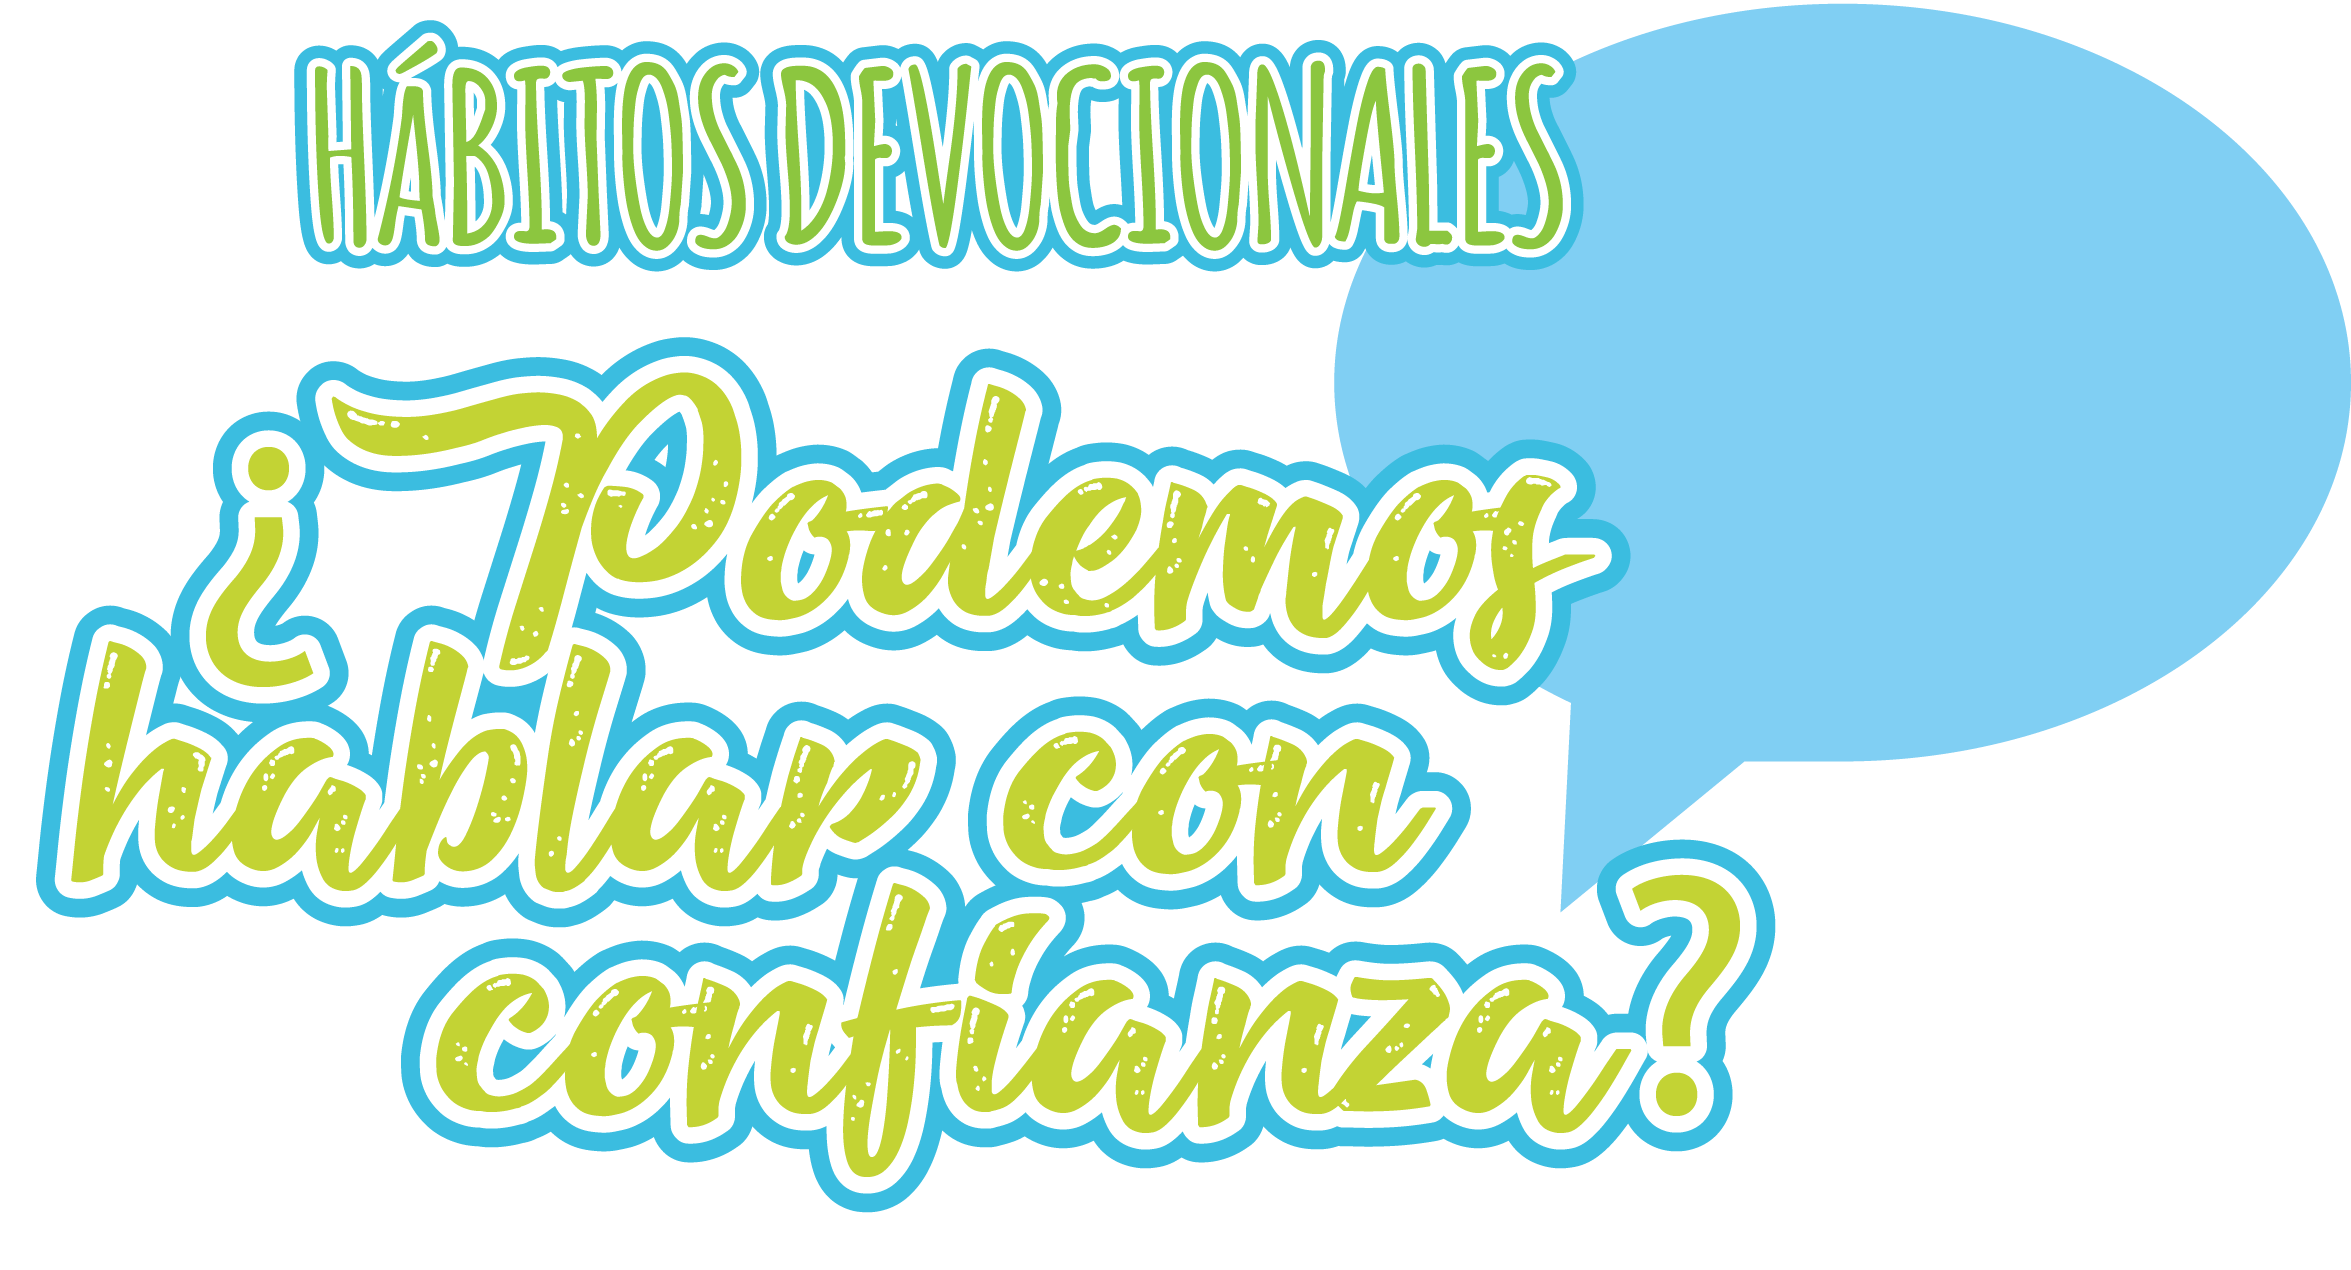 HÁBITOS DEVOCIONALES
¿Podemos
hablar con
confianza?